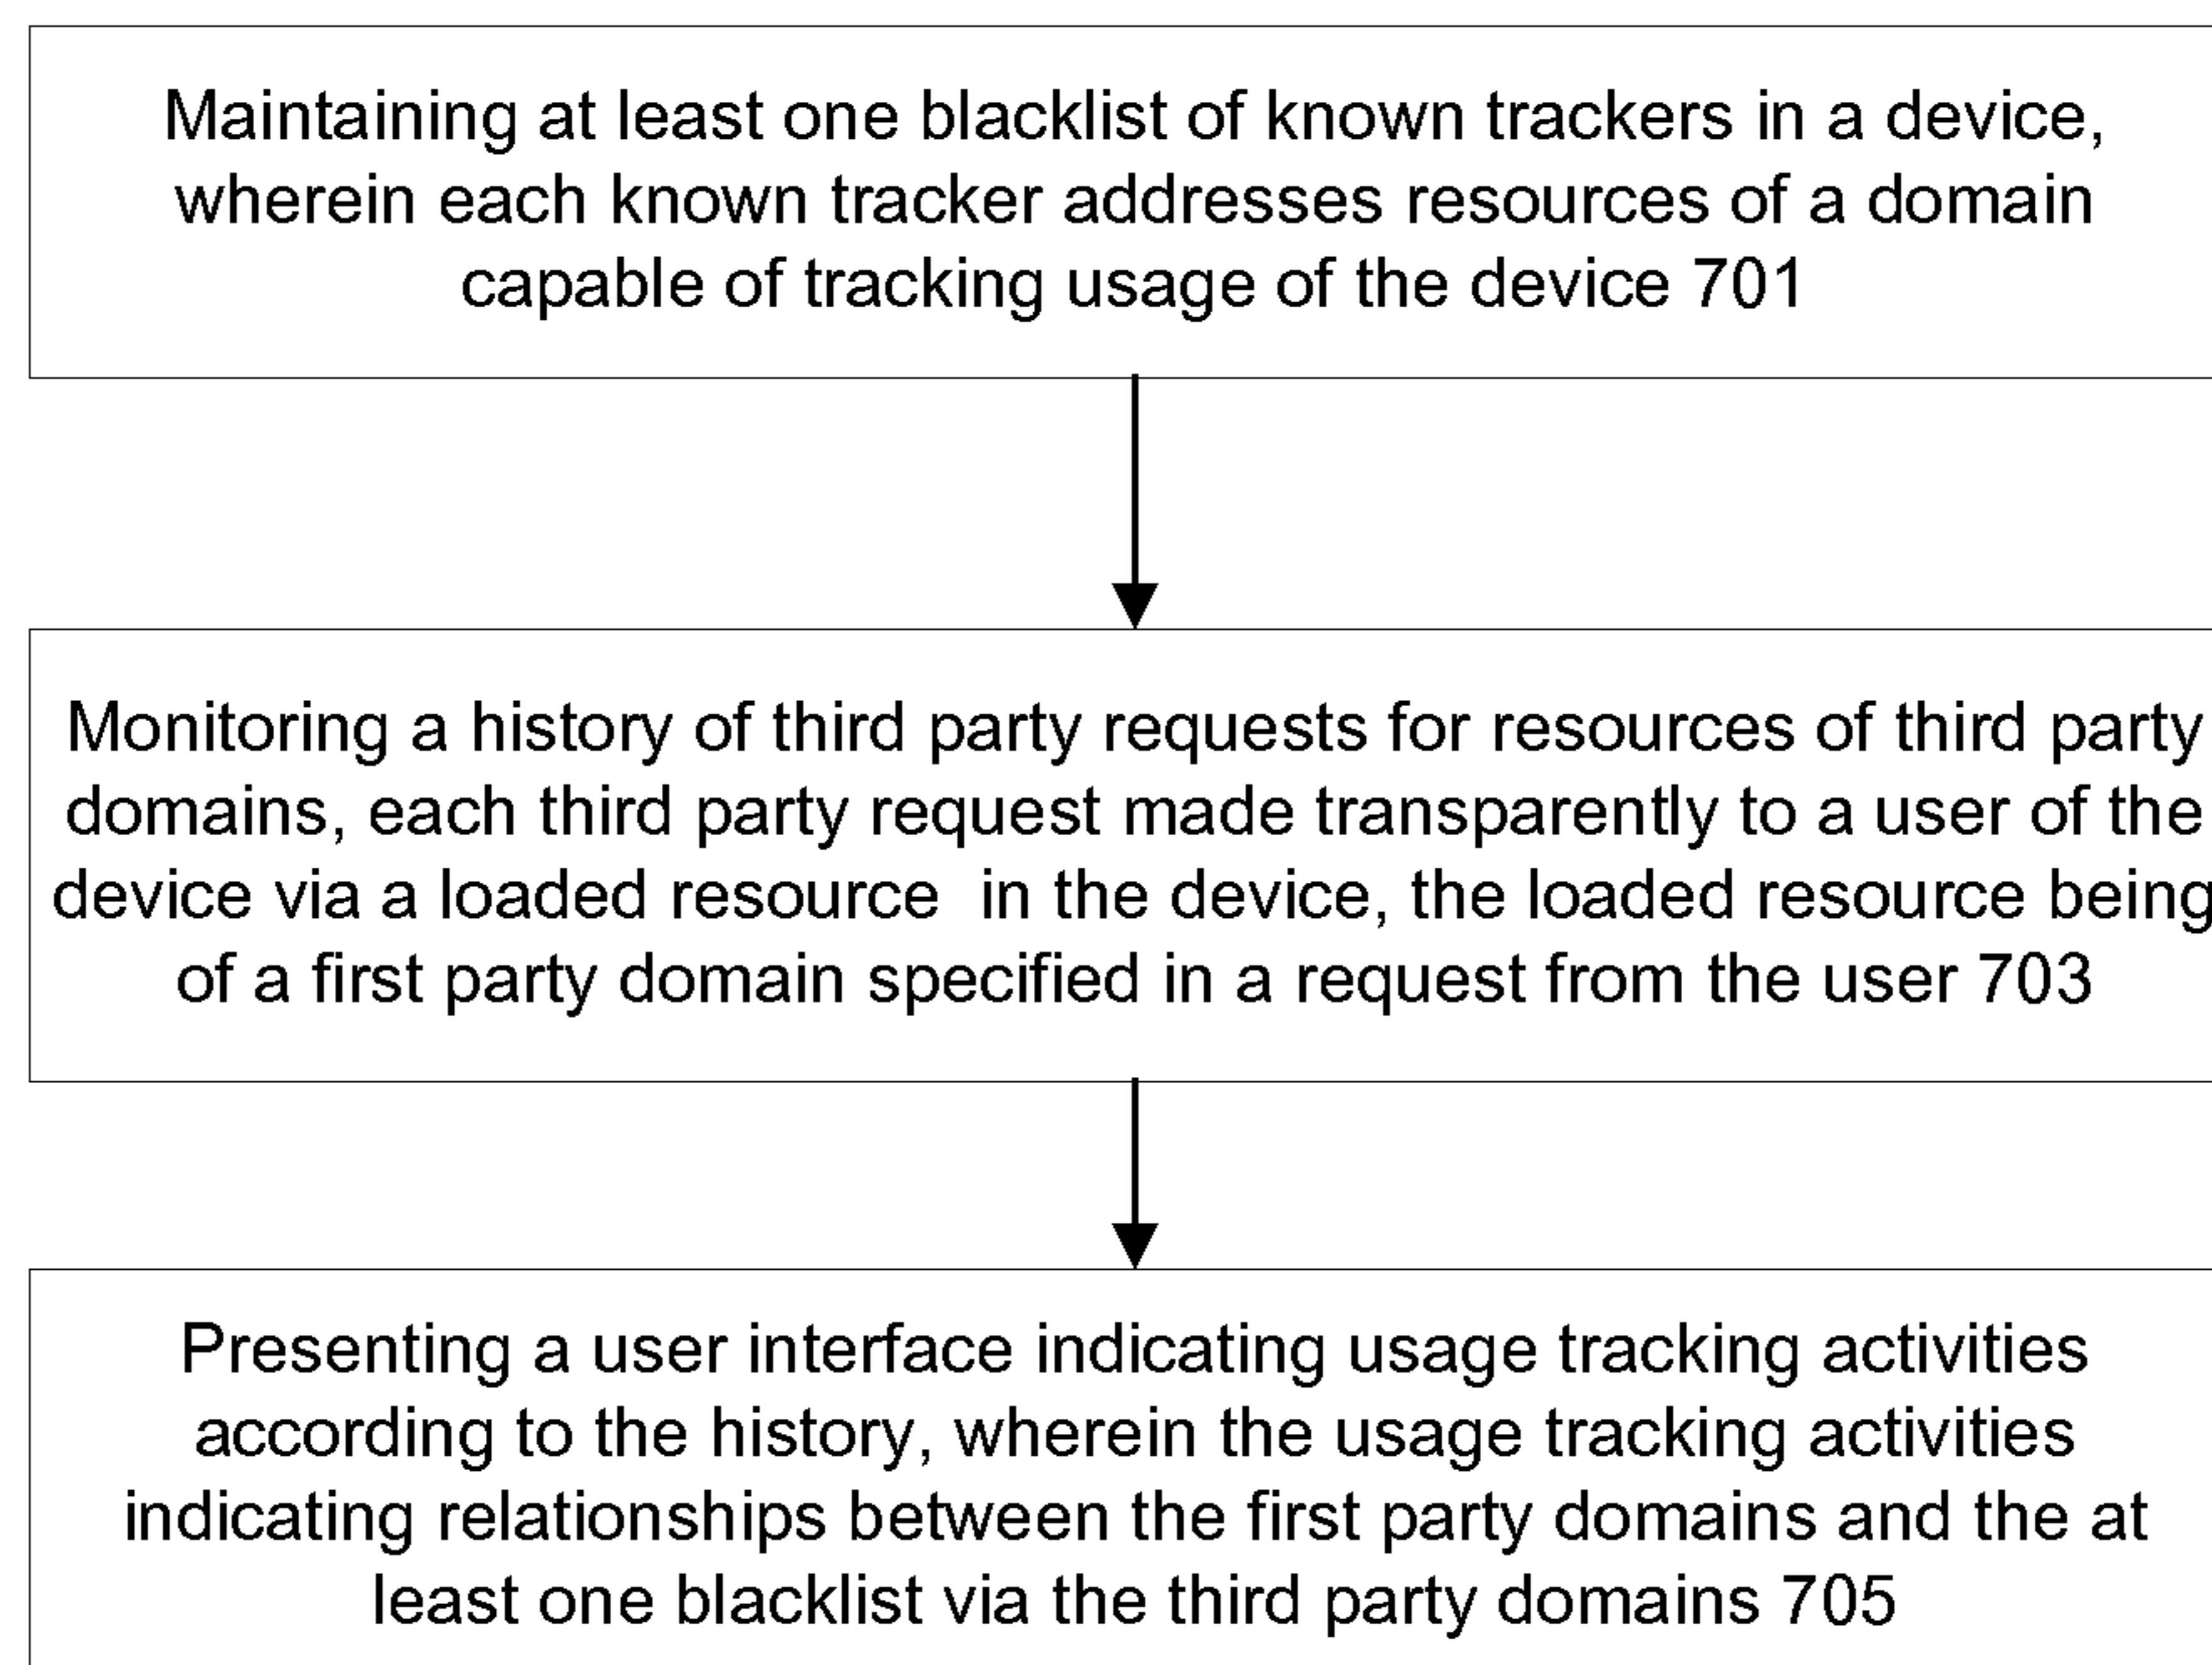 Maintaining at least one blacklist of known trackers in a device,
wherein each known tracker addresses resources of a domain
capable of tracking usage of the device 701
Monitoring a history of third party requests for resources of third party
domains, each third party request made transparently to a user of the
device via a loaded resource in the device, the loaded resource being
of a first party domain specified in a request from the user 703
Presenting a user interface indicating usage tracking activities
according to the history, wherein the usage tracking activities
indicating relationships between the first party domains and the at
least one blacklist via the third party domains 705